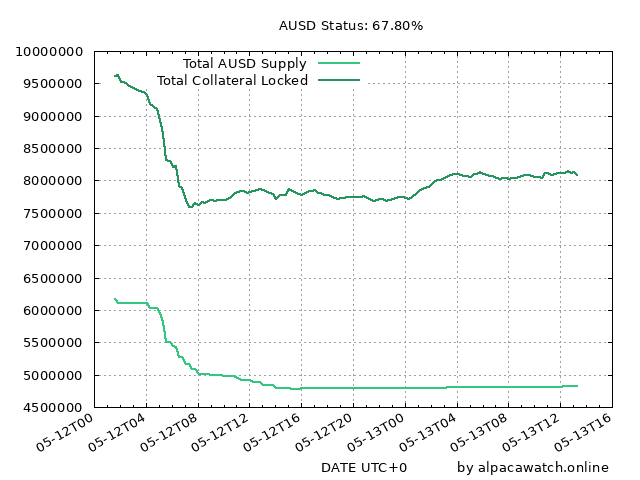 AUSD Status: 67.80%
10000000
9500000
9000000
8500000
8000000
7500000
7000000
6500000
6000000
5500000
5000000
4500000
Total AUSD Supply
Total Collateral Locked
05-12T00
05-12T04
05-12T08
05-12T12
05-12T16
05-12T20
05-13T00
05-13T04
05-13T08
05-13T12
05-13T16
DATE UTC+0
by alpacawatch.online